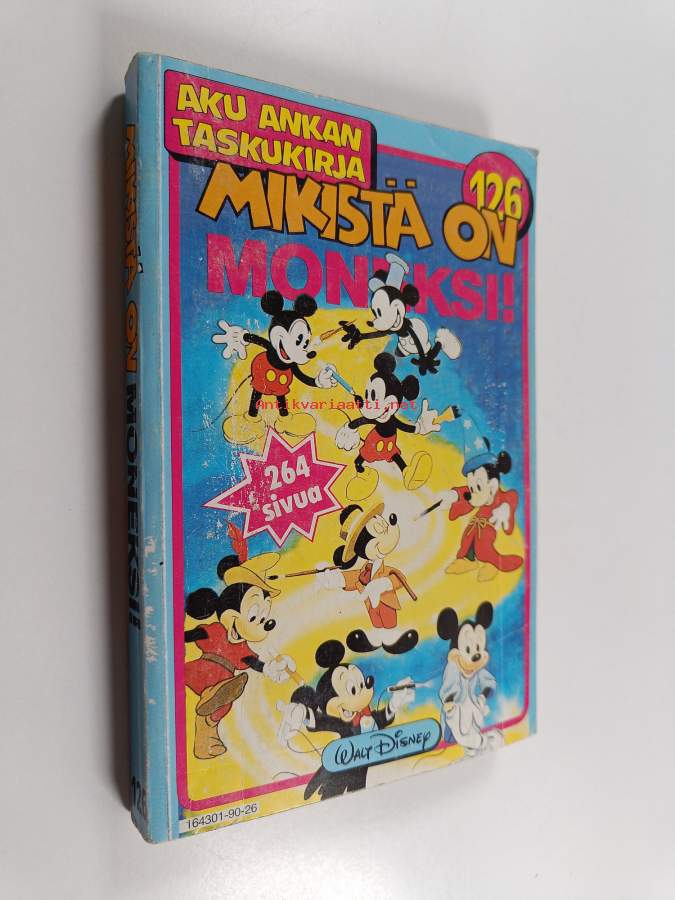 AKU ANKAN
TASKUKIRJA
126
MIKISTÄ ON
MONEKSI!
Antikvariaatti.net
264
sivua
WALT DISNEY
164301-90-26
MIKISTÄ ON MONEKSI!
126